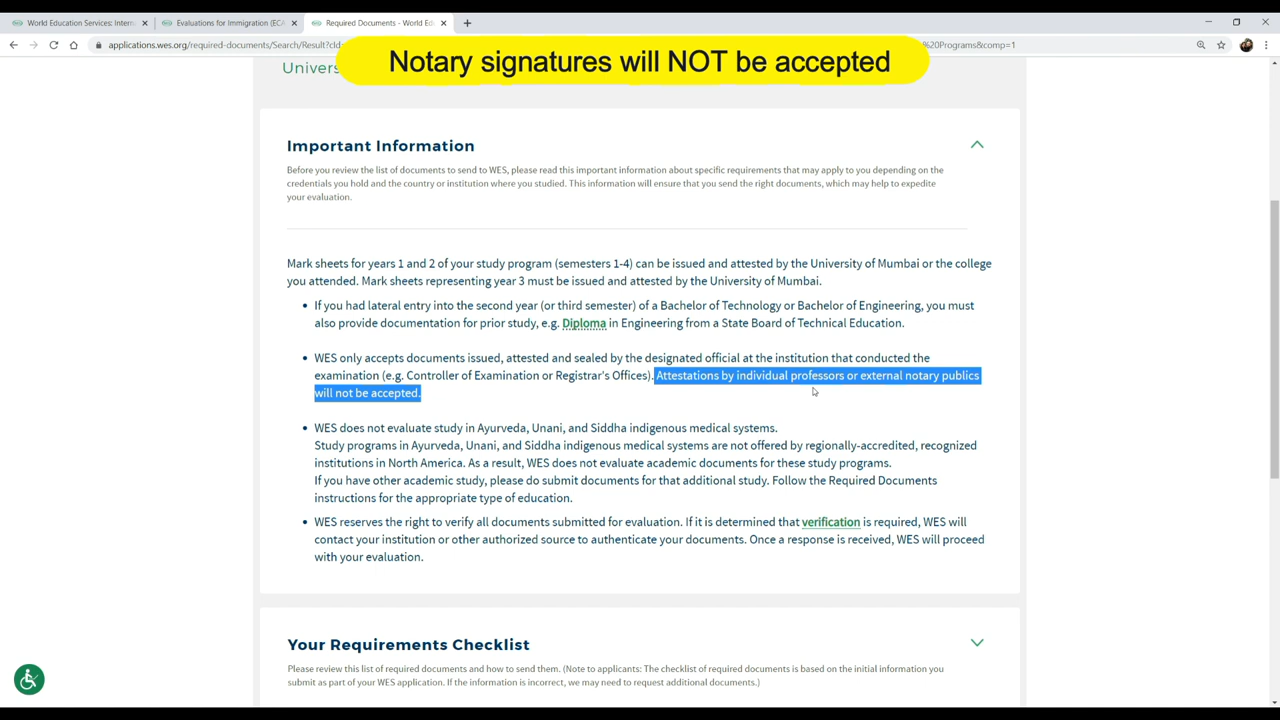 World Education Services: Intern
Evaluations for Immigration (ECA
Required Documents - World Ed
applications.wes.org/required-documents/Search/Result?cId
%20Programs&comp=1
Notary signatures will NOT be accepted
Univers
Important Information
Before you review the list of documents to send to WES, please read this important information about specific requirements that may apply to you depending on the
credentials you hold and the country or institution where you studied. This information will ensure that you send the right documents, which may help to expedite
your evaluation.
Mark sheets for years 1 and 2 of your study program (semesters 1-4) can be issued and attested by the University of Mumbai or the college
you attended. Mark sheets representing year 3 must be issued and attested by the University of Mumbai.
• If you had lateral entry into the second year (or third semester) of a Bachelor of Technology or Bachelor of Engineering, you must
also provide documentation for prior study, e.g. Diploma in Engineering from a State Board of Technical Education.
• WES only accepts documents issued, attested and sealed by the designated official at the institution that conducted the
examination (e.g. Controller of Examination or Registrar's Offices). Attestations by individual professors or external notary publics
will not be accepted.
• WES does not evaluate study in Ayurveda, Unani, and Siddha indigenous medical systems.
Study programs in Ayurveda, Unani, and Siddha indigenous medical systems are not offered by regionally-accredited, recognized
institutions in North America. As a result, WES does not evaluate academic documents for these study programs.
If you have other academic study, please do submit documents for that additional study. Follow the Required Documents
instructions for the appropriate type of education.
• WES reserves the right to verify all documents submitted for evaluation. If it is determined that verification is required, WES will
contact your institution or other authorized source to authenticate your documents. Once a response is received, WES will proceed
with your evaluation.
Your Requirements Checklist
Please review this list of required documents and how to send them. (Note to applicants: The checklist of required documents is based on the initial information you
submit as part of your WES application. If the information is incorrect, we may need to request additional documents.)